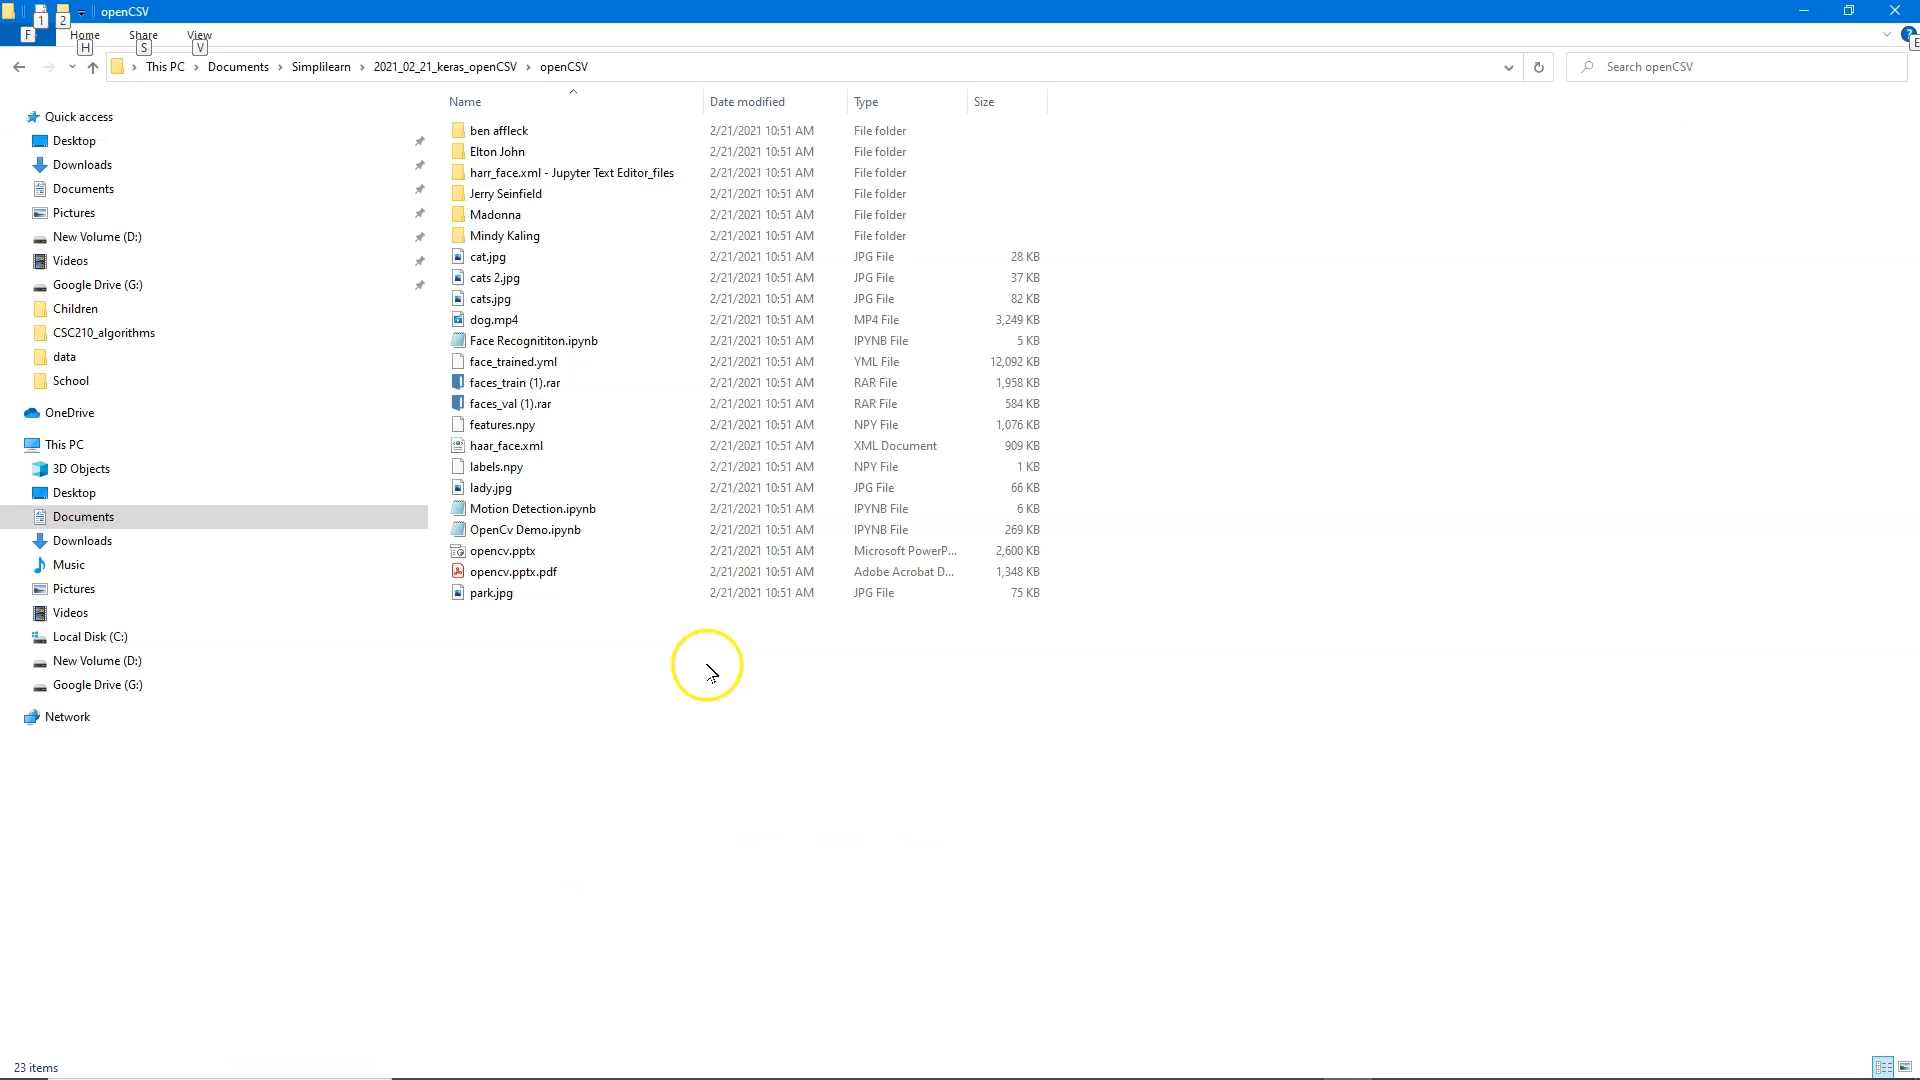 openCSV
1 2
F Home Share View
H S V E
This PC › Documents › Simplilearn › 2021_02_21_keras_openCSV › openCSV
Search openCSV
Name Date modified Type Size
Quick access
Desktop
Downloads
Documents
Pictures
New Volume (D:)
Videos
Google Drive (G:)
Children
CSC210_algorithms
data
School
OneDrive
This PC
3D Objects
Desktop
Documents
Downloads
Music
Pictures
Videos
Local Disk (C:)
New Volume (D:)
Google Drive (G:)
Network
ben affleck 2/21/2021 10:51 AM File folder
Elton John 2/21/2021 10:51 AM File folder
harr_face.xml - Jupyter Text Editor_files 2/21/2021 10:51 AM File folder
Jerry Seinfield 2/21/2021 10:51 AM File folder
Madonna 2/21/2021 10:51 AM File folder
Mindy Kaling 2/21/2021 10:51 AM File folder
cat.jpg 2/21/2021 10:51 AM JPG File 28 KB
cats 2.jpg 2/21/2021 10:51 AM JPG File 37 KB
cats.jpg 2/21/2021 10:51 AM JPG File 82 KB
dog.mp4 2/21/2021 10:51 AM MP4 File 3,249 KB
Face Recognititon.ipynb 2/21/2021 10:51 AM IPYNB File 5 KB
face_trained.yml 2/21/2021 10:51 AM YML File 12,092 KB
faces_train (1).rar 2/21/2021 10:51 AM RAR File 1,958 KB
faces_val (1).rar 2/21/2021 10:51 AM RAR File 584 KB
features.npy 2/21/2021 10:51 AM NPY File 1,076 KB
haar_face.xml 2/21/2021 10:51 AM XML Document 909 KB
labels.npy 2/21/2021 10:51 AM NPY File 1 KB
lady.jpg 2/21/2021 10:51 AM JPG File 66 KB
Motion Detection.ipynb 2/21/2021 10:51 AM IPYNB File 6 KB
OpenCv Demo.ipynb 2/21/2021 10:51 AM IPYNB File 269 KB
opencv.pptx 2/21/2021 10:51 AM Microsoft PowerP... 2,600 KB
opencv.pptx.pdf 2/21/2021 10:51 AM Adobe Acrobat D... 1,348 KB
park.jpg 2/21/2021 10:51 AM JPG File 75 KB
23 items